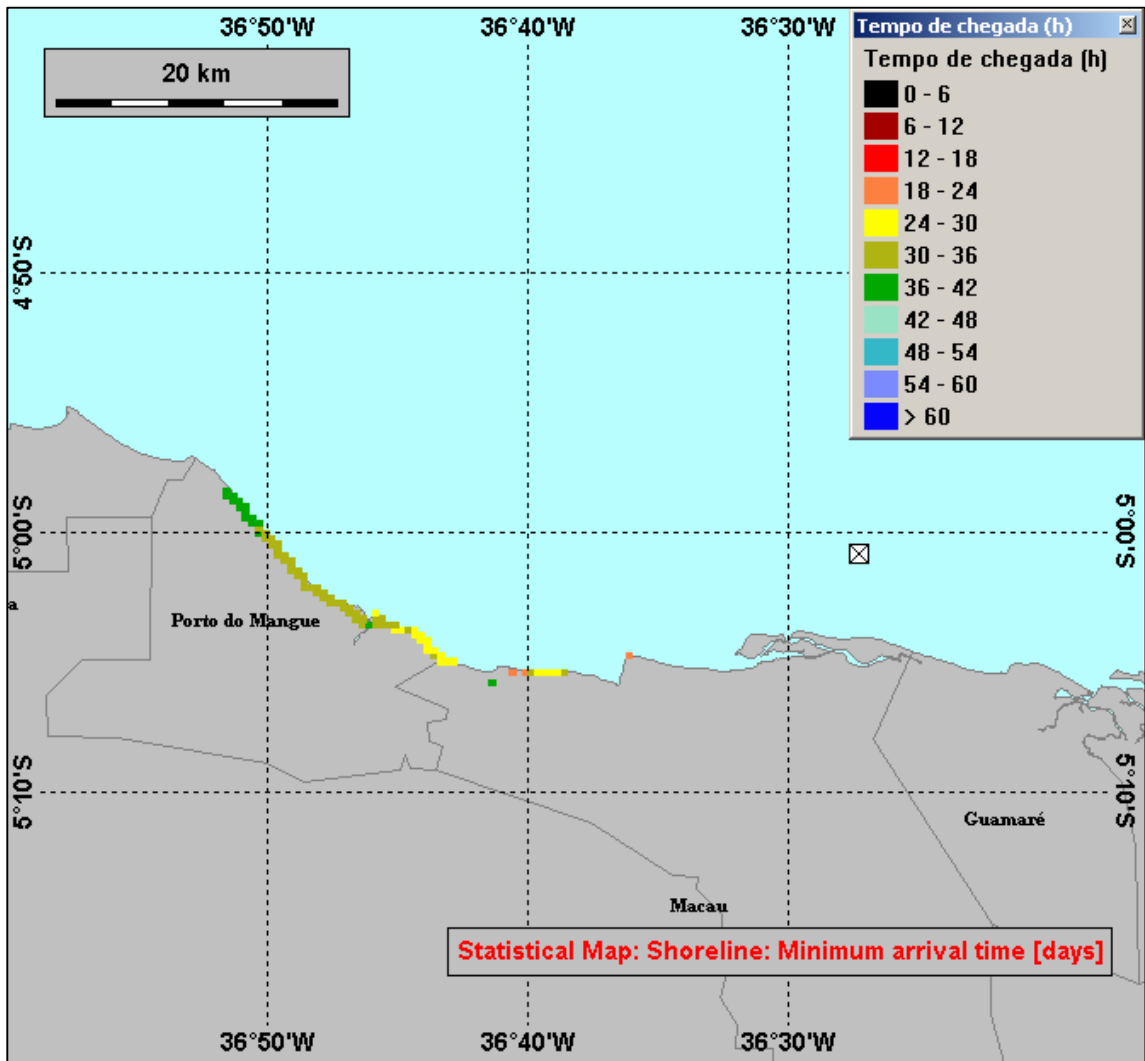 36°50'W
36°40'W
36°30'W
Tempo de chegada (h)
20 km
Tempo de chegada (h)
0 - 6
6 - 12
12 - 18
18 - 24
24 - 30
30 - 36
36 - 42
42 - 48
48 - 54
54 - 60
> 60
4°50'S
5°00'S
5°00'S
a
Porto do Mangue
5°10'S
5°10'S
Guamaré
Macau
Statistical Map: Shoreline: Minimum arrival time [days]
36°50'W
36°40'W
36°30'W